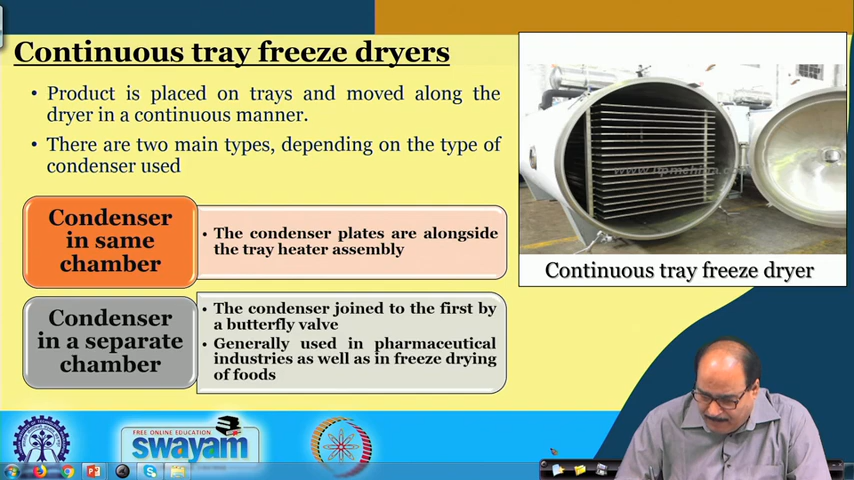 Continuous tray freeze dryers
• Product is placed on trays and moved along the
dryer in a continuous manner.
• There are two main types, depending on the type of
condenser used
Condenser
in same
chamber
• The condenser plates are alongside
the tray heater assembly
Condenser
in a separate
chamber
• The condenser joined to the first by
a butterfly valve
• Generally used in pharmaceutical
industries as well as in freeze drying
of foods
Continuous tray freeze dryer
FREE ONLINE EDUCATION
swayam